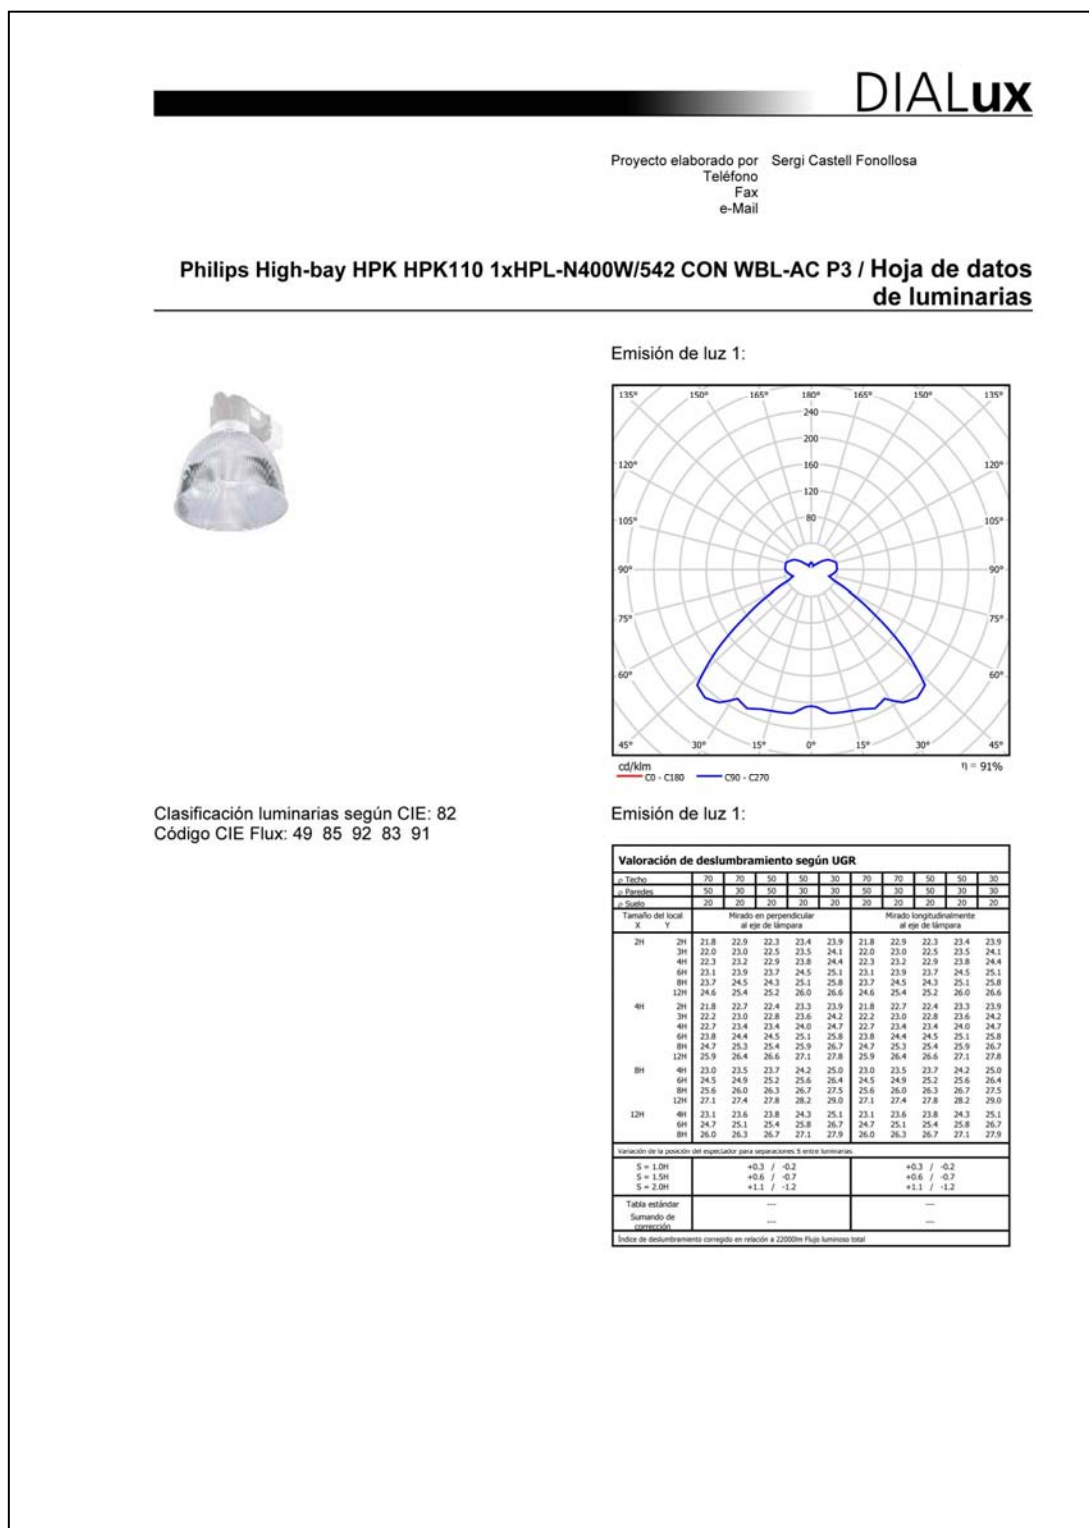 DIALux
Proyecto elaborado por Sergi Castell Fonollosa
Teléfono
Fax
e-Mail
Philips High-bay HPK HPK110 1xHPL-N400W/542 CON WBL-AC P3 / Hoja de datos
de luminarias
Emisión de luz 1:
135° 150° 165° 180° 165° 150° 135°
240
200
120° 160 120°
120
105° 80 105°
90° 90°
75° 75°
60° 60°
45° 30° 15° 0° 15° 30° 45°
cd/klm η = 91%
C0 - C180 C90 - C270
Clasificación luminarias según CIE: 82
Código CIE Flux: 49 85 92 83 91
Emisión de luz 1:
Valoración de deslumbramiento según UGR
ρ Techo 70 70 50 50 30 70 70 50 50 30
ρ Paredes 50 30 50 30 30 50 30 50 30 30
ρ Suelo 20 20 20 20 20 20 20 20 20 20
Tamaño del local Mirado en perpendicular Mirado longitudinalmente
X Y al eje de lámpara al eje de lámpara
2H 2H 21.8 22.9 22.3 23.4 23.9 21.8 22.9 22.3 23.4 23.9
3H 22.0 23.0 22.5 23.5 24.1 22.0 23.0 22.5 23.5 24.1
4H 22.3 23.2 22.9 23.8 24.4 22.3 23.2 22.9 23.8 24.4
6H 23.1 23.9 23.7 24.5 25.1 23.1 23.9 23.7 24.5 25.1
8H 23.7 24.5 24.3 25.1 25.8 23.7 24.5 24.3 25.1 25.8
12H 24.6 25.4 25.2 26.0 26.6 24.6 25.4 25.2 26.0 26.6
4H 2H 21.8 22.7 22.4 23.3 23.9 21.8 22.7 22.4 23.3 23.9
3H 22.2 23.0 22.8 23.6 24.2 22.2 23.0 22.8 23.6 24.2
4H 22.7 23.4 23.4 24.0 24.7 22.7 23.4 23.4 24.0 24.7
6H 23.8 24.4 24.5 25.1 25.8 23.8 24.4 24.5 25.1 25.8
8H 24.7 25.3 25.4 25.9 26.7 24.7 25.3 25.4 25.9 26.7
12H 25.9 26.4 26.6 27.1 27.8 25.9 26.4 26.6 27.1 27.8
8H 4H 23.0 23.5 23.7 24.2 25.0 23.0 23.5 23.7 24.2 25.0
6H 24.5 24.9 25.2 25.6 26.4 24.5 24.9 25.2 25.6 26.4
8H 25.6 26.0 26.3 26.7 27.5 25.6 26.0 26.3 26.7 27.5
12H 27.1 27.4 27.8 28.2 29.0 27.1 27.4 27.8 28.2 29.0
12H 4H 23.1 23.6 23.8 24.3 25.1 23.1 23.6 23.8 24.3 25.1
6H 24.7 25.1 25.4 25.8 26.7 24.7 25.1 25.4 25.8 26.7
8H 26.0 26.3 26.7 27.1 27.9 26.0 26.3 26.7 27.1 27.9
Variación de la posición del espectador para separaciones S entre luminarias
S = 1.0H +0.3 / -0.2 +0.3 / -0.2
S = 1.5H +0.6 / -0.7 +0.6 / -0.7
S = 2.0H +1.1 / -1.2 +1.1 / -1.2
Tabla estándar --- ---
Sumando de
corrección --- ---
Índice de deslumbramiento corregido en relación a 22000lm Flujo luminoso total